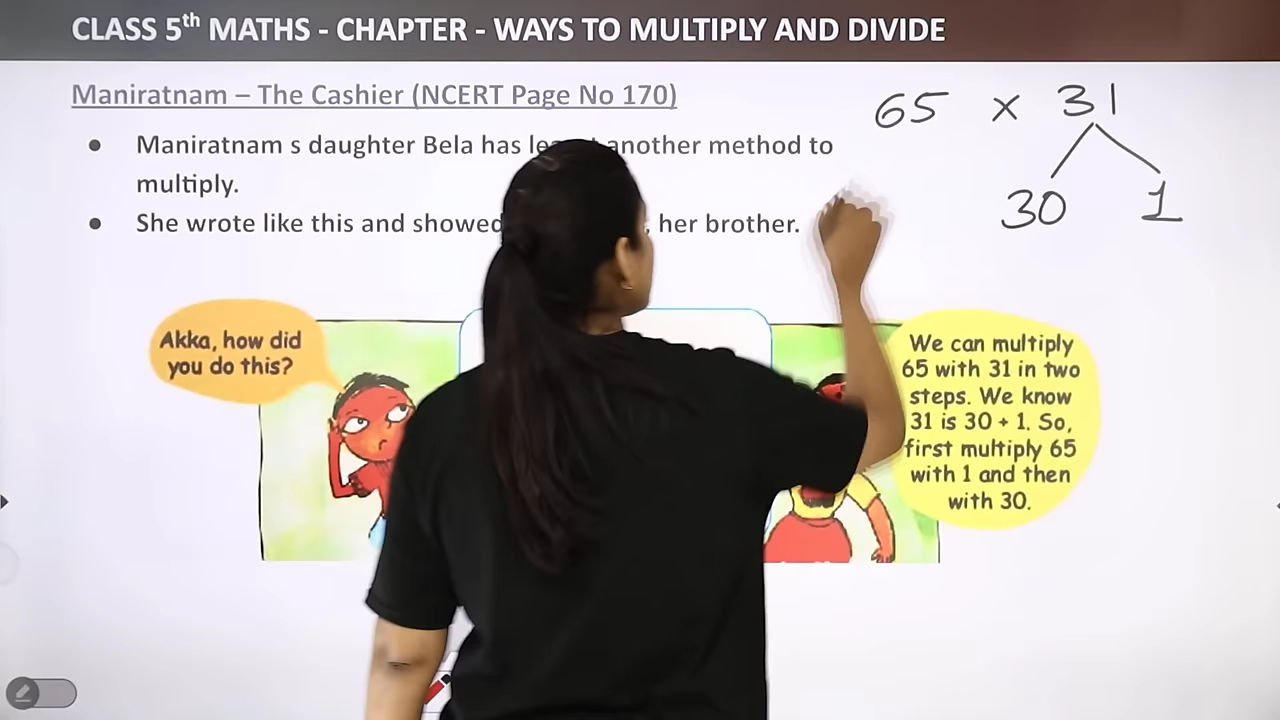 CLASS 5th MATHS - CHAPTER - WAYS TO MULTIPLY AND DIVIDE
Maniratnam – The Cashier (NCERT Page No 170)
● Maniratnam s daughter Bela has another method to
multiply.
● She wrote like this and showed her brother.
65 x 31
30 1
Akka, how did
you do this?
We can multiply
65 with 31 in two
steps. We know
31 is 30 + 1. So,
first multiply 65
with 1 and then
with 30.